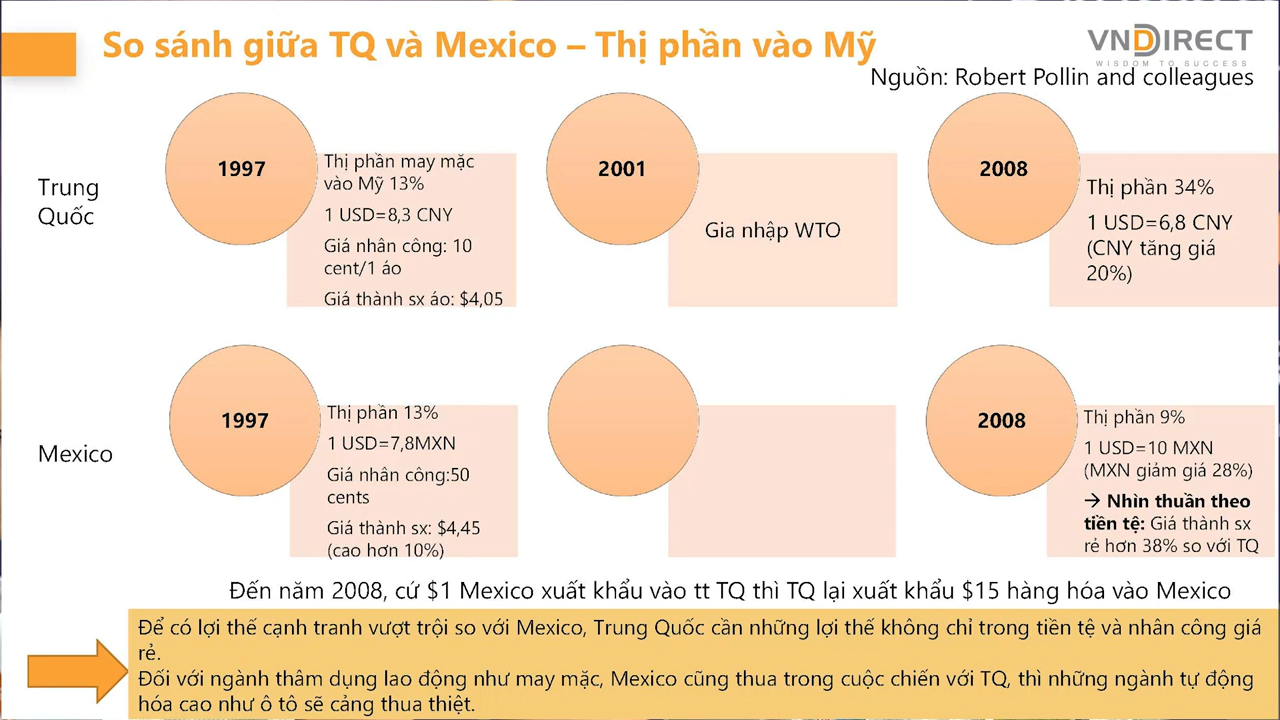 So sánh giữa TQ và Mexico – Thị phần vào Mỹ
VNDIRECT
WISDOM TO SUCCESS
Nguồn: Robert Pollin and colleagues
Trung
Quốc
1997
Thị phần may mặc
vào Mỹ 13%
1 USD=8,3 CNY
Giá nhân công: 10
cent/1 áo
Giá thành sx áo: $4,05
2001
Gia nhập WTO
2008
Thị phần 34%
1 USD=6,8 CNY
(CNY tăng giá
20%)
Mexico
1997
Thị phần 13%
1 USD=7,8MXN
Giá nhân công:50
cents
Giá thành sx: $4,45
(cao hơn 10%)
2008
Thị phần 9%
1 USD=10 MXN
(MXN giảm giá 28%)
→ Nhìn thuần theo
tiền tệ: Giá thành sx
rẻ hơn 38% so với TQ
Đến năm 2008, cứ $1 Mexico xuất khẩu vào tt TQ thì TQ lại xuất khẩu $15 hàng hóa vào Mexico
Để có lợi thế cạnh tranh vượt trội so với Mexico, Trung Quốc cần những lợi thế không chỉ trong tiền tệ và nhân công giá
rẻ.
Đối với ngành thâm dụng lao động như may mặc, Mexico cũng thua trong cuộc chiến với TQ, thì những ngành tự động
hóa cao như ô tô sẽ cảng thua thiệt.